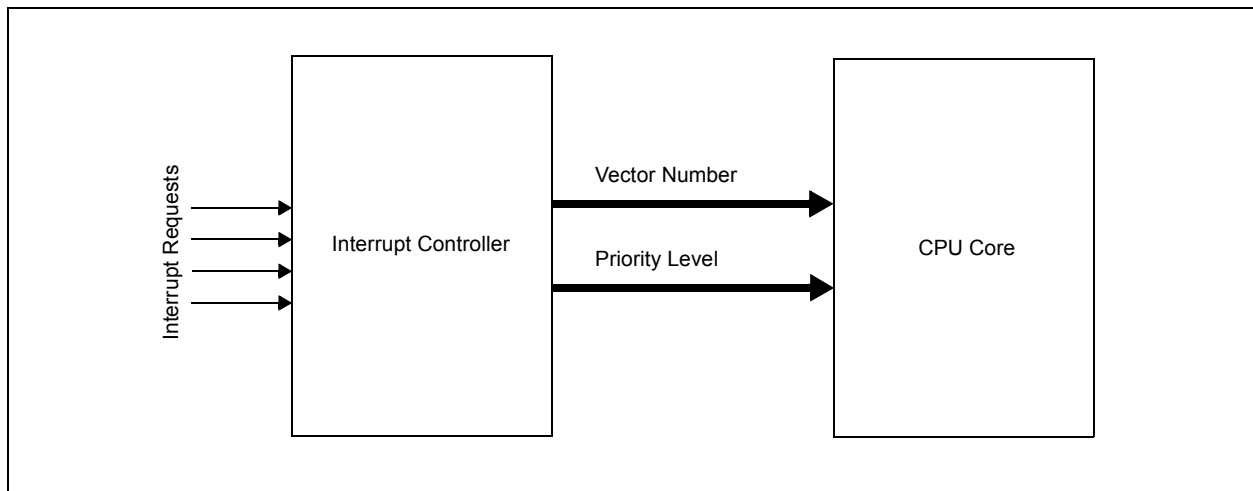 Interrupt Requests
Interrupt Controller
Vector Number
Priority Level
CPU Core